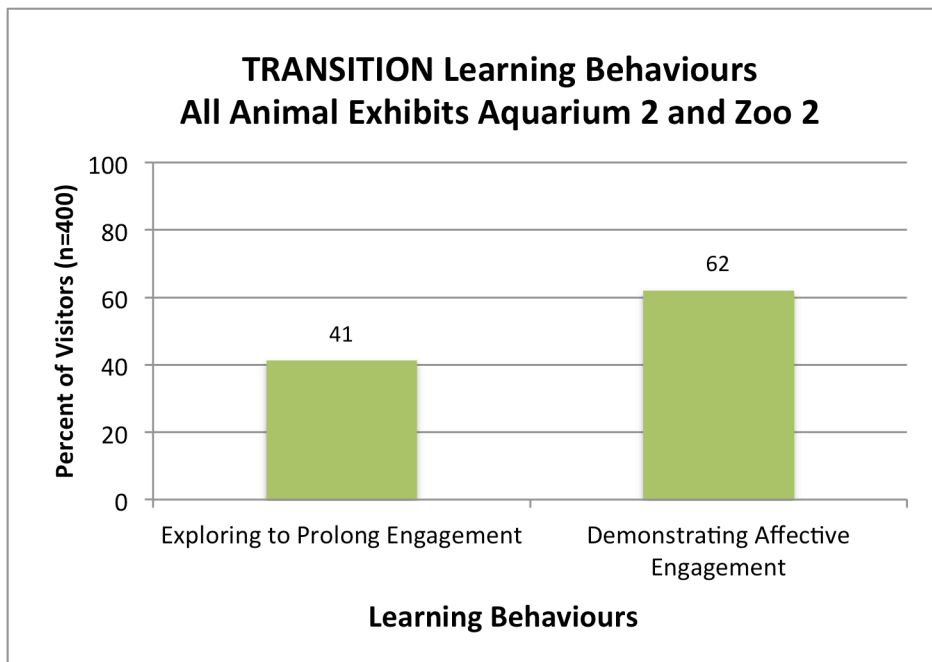 TRANSITION Learning Behaviours
All Animal Exhibits Aquarium 2 and Zoo 2
Percent of Visitors (n=400)
100
80
60
40
20
0
41
62
Exploring to Prolong Engagement
Demonstrating Affective
Engagement
Learning Behaviours